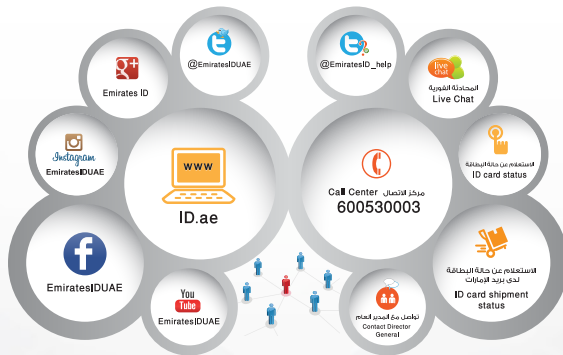 @EmiratesIDUAE
g+
Emirates ID
Instagram
EmiratesIDUAE
f
EmiratesIDUAE
You
Tube
EmiratesIDUAE
www
ID.ae
@EmiratesID_help
live
chat
المحادثة الفورية
Live Chat
الاستعلام عن حالة البطاقة
ID card status
Call Center مركز الاتصال
600530003
الاستعلام عن حالة البطاقة
لدى بريد الإمارات
ID card shipment
status
تواصل مع المدير العام
Contact Director
General